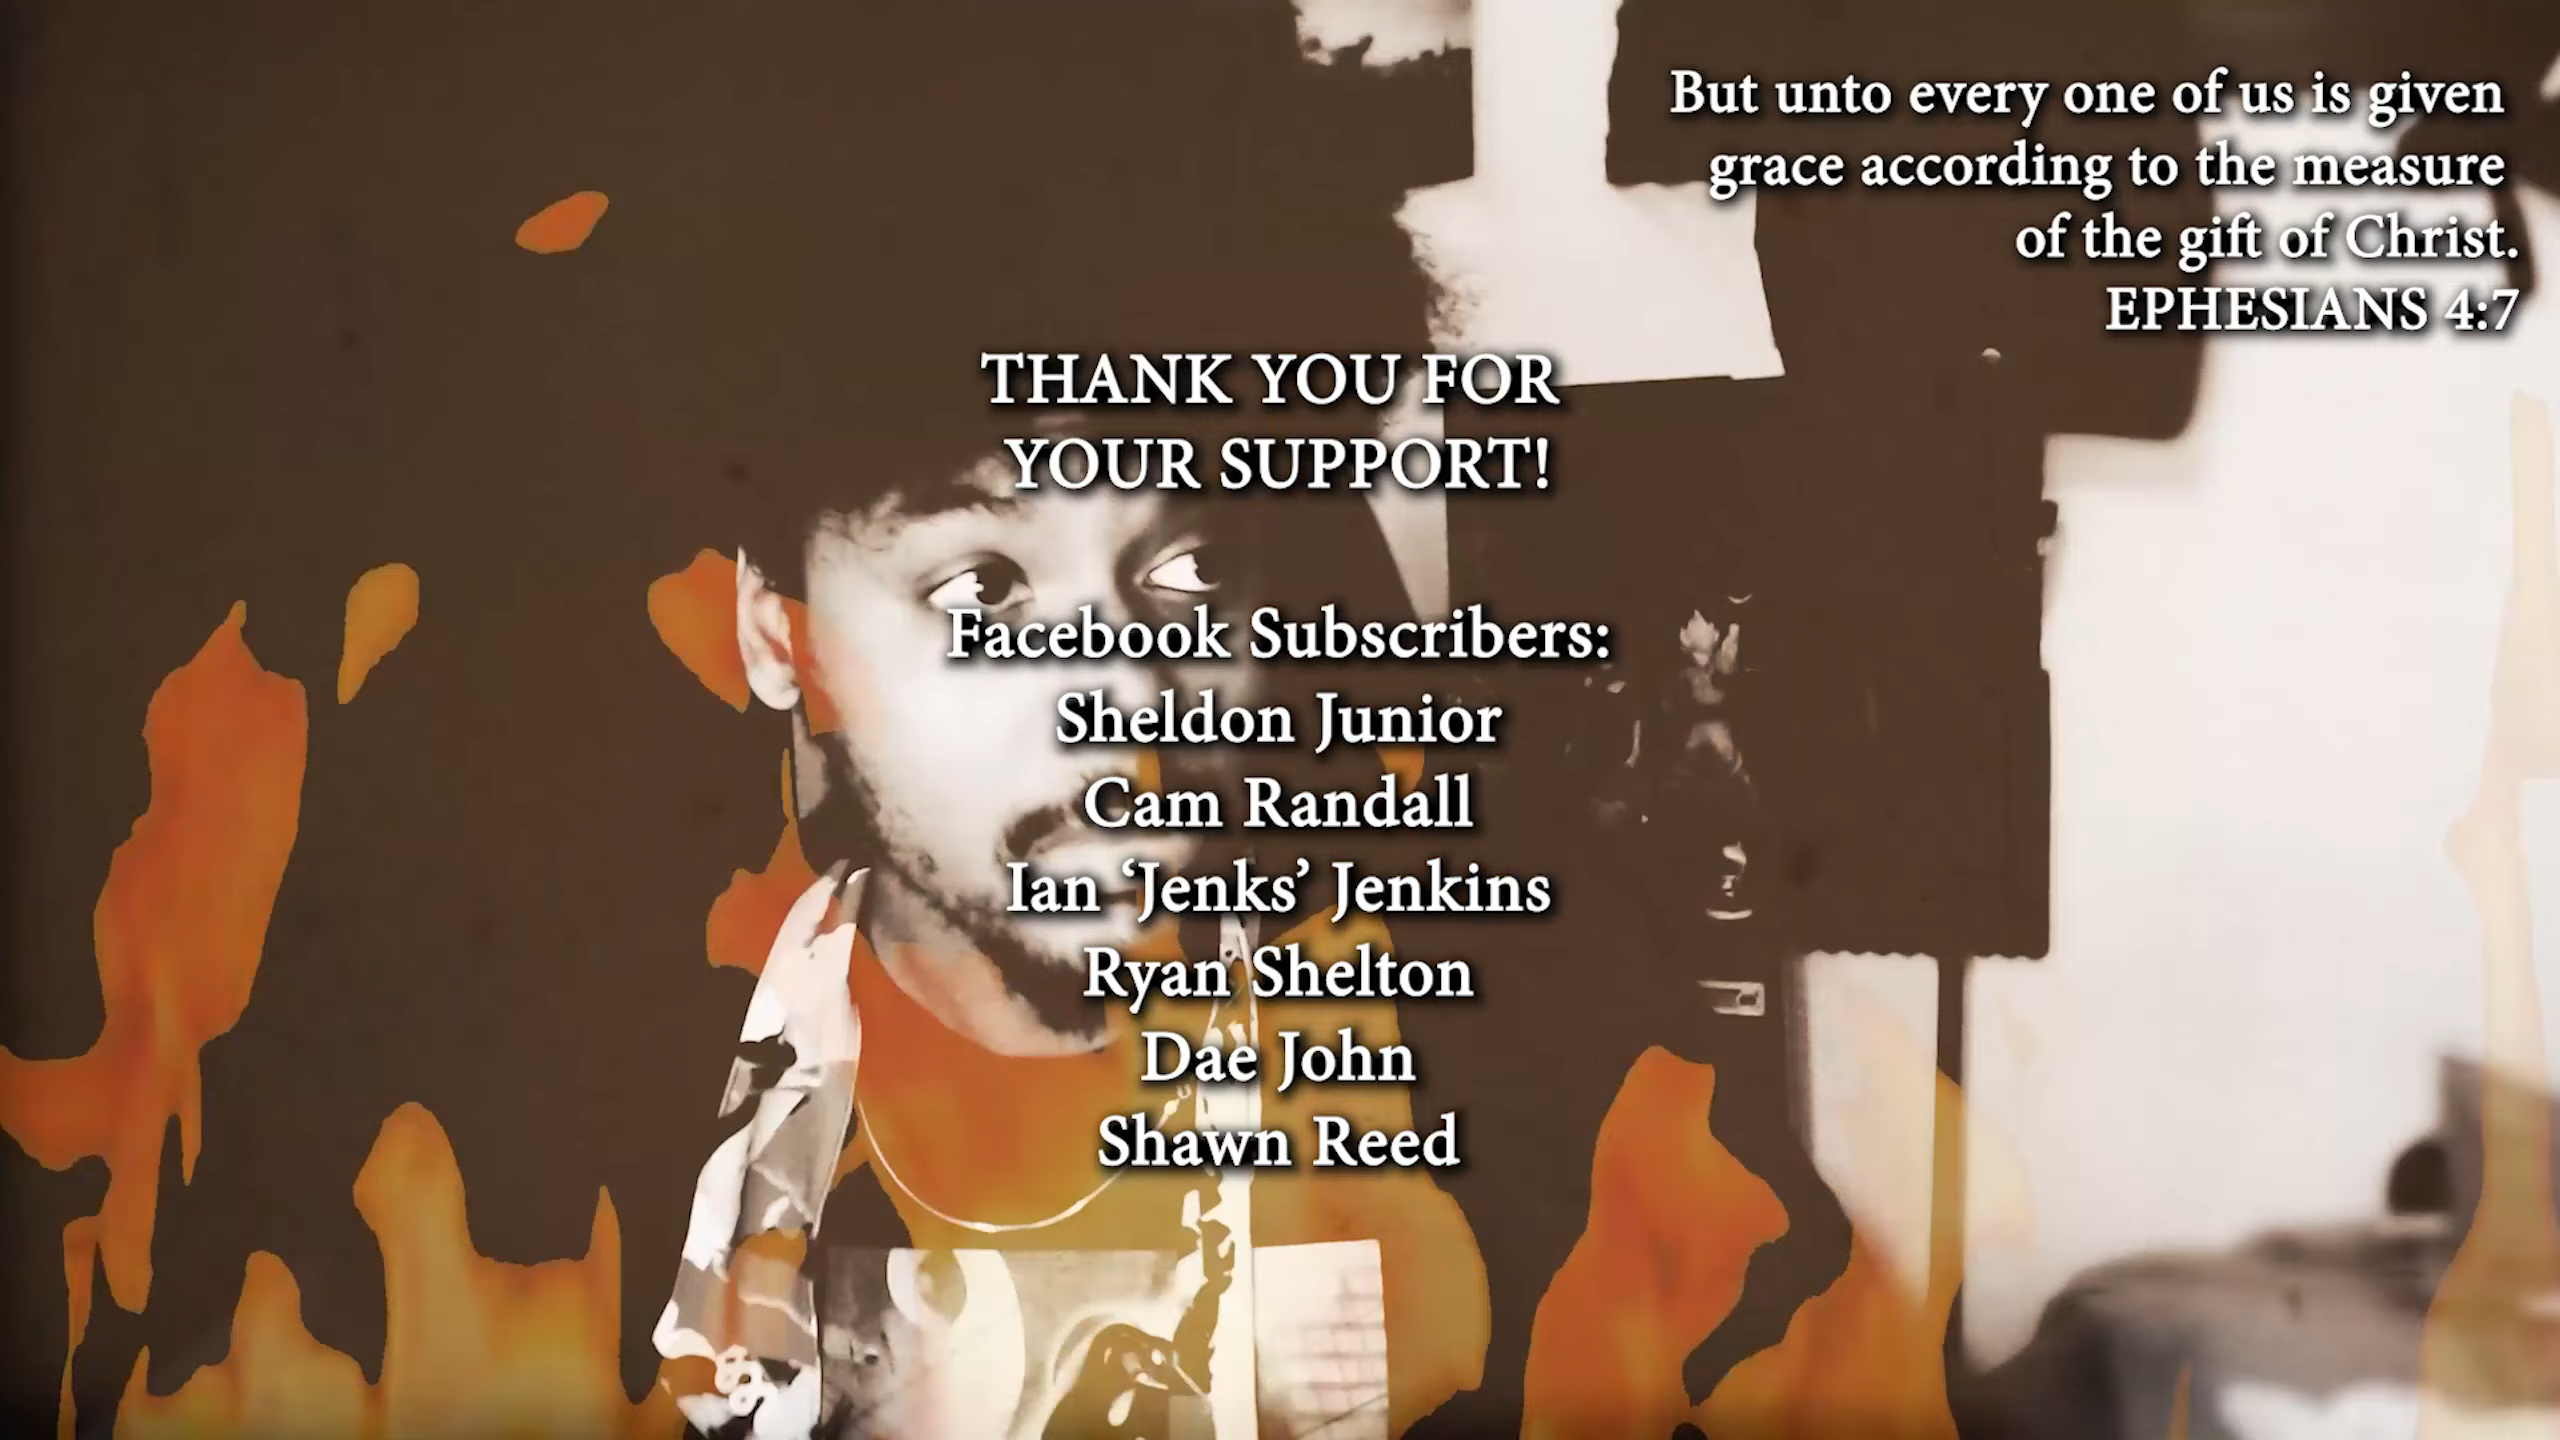 But unto every one of us is given
grace according to the measure
of the gift of Christ.
EPHESIANS 4:7
THANK YOU FOR
YOUR SUPPORT!
Facebook Subscribers:
Sheldon Junior
Cam Randall
Ian ‘Jenks’ Jenkins
Ryan Shelton
Dae John
Shawn Reed